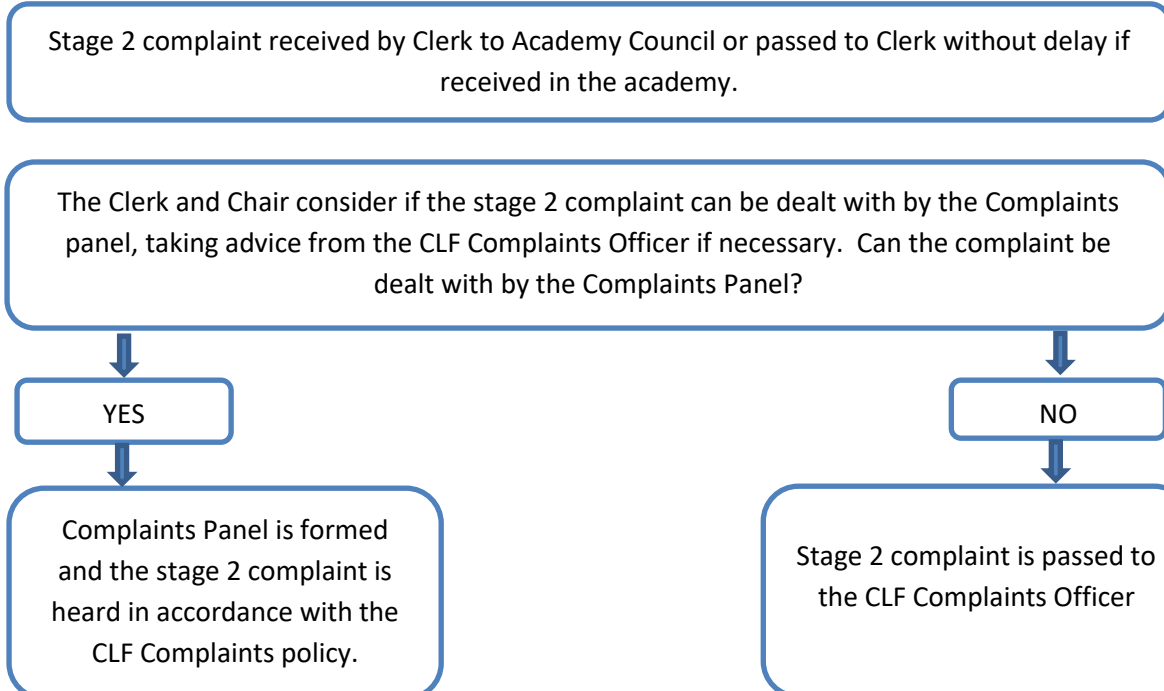 Stage 2 complaint received by Clerk to Academy Council or passed to Clerk without delay if
received in the academy.
The Clerk and Chair consider if the stage 2 complaint can be dealt with by the Complaints
panel, taking advice from the CLF Complaints Officer if necessary.  Can the complaint be
dealt with by the Complaints Panel?
YES
NO
Complaints Panel is formed
and the stage 2 complaint is
heard in accordance with the
CLF Complaints policy.
Stage 2 complaint is passed to
the CLF Complaints Officer